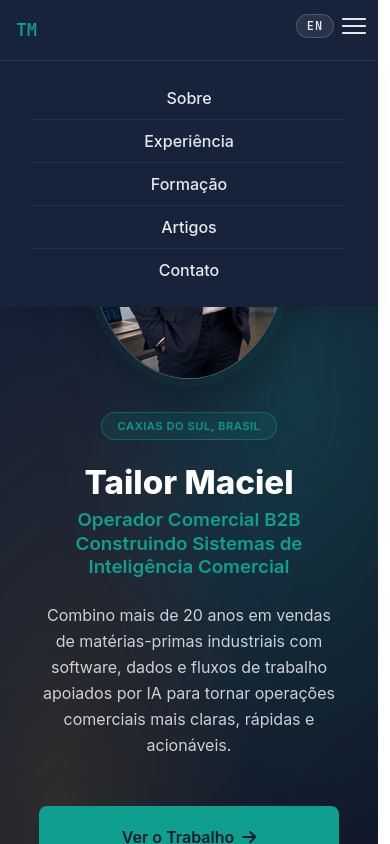 TM
EN
Sobre
Experiência
Formação
Artigos
Contato
CAXIAS DO SUL, BRASIL
Tailor Maciel
Operador Comercial B2B
Construindo Sistemas de
Inteligência Comercial
Combino mais de 20 anos em vendas
de matérias-primas industriais com
software, dados e fluxos de trabalho
apoiados por IA para tornar operações
comerciais mais claras, rápidas e
acionáveis.
Ver o Trabalho →